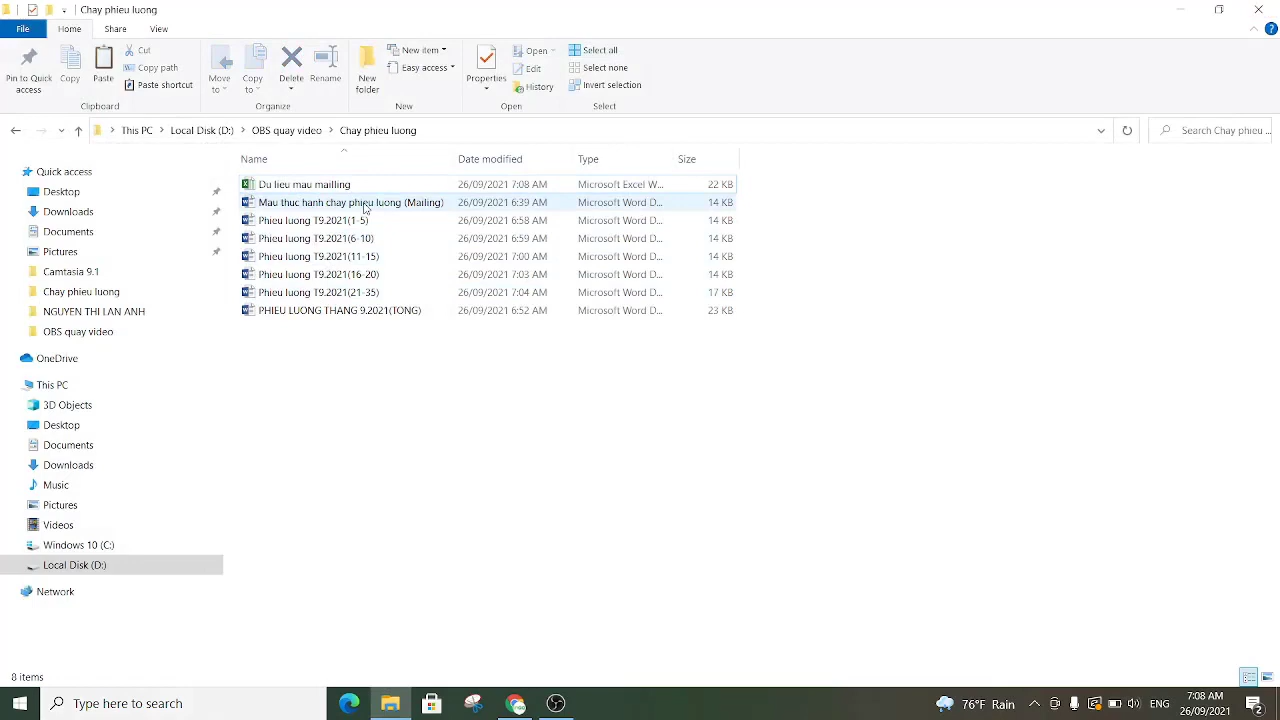 Chay phieu luong
File Home Share View
Pin to Quick access
Copy
Paste
Cut
Copy path
Paste shortcut
Clipboard
Move to
Copy to
Delete
Rename
Organize
New folder
New item
Easy access
New
Properties
Open
Edit
History
Open
Select all
Select none
Invert selection
Select
This PC > Local Disk (D:) > OBS quay video > Chay phieu luong
Search Chay phieu ...
Name Date modified Type Size
Du lieu mau mailling 26/09/2021 7:08 AM Microsoft Excel W... 22 KB
Mau thuc hanh chay phieu luong (Mailing) 26/09/2021 6:39 AM Microsoft Word D... 14 KB
Phieu luong T9.2021(1-5) 26/09/2021 6:58 AM Microsoft Word D... 14 KB
Phieu luong T9.2021(6-10) 26/09/2021 6:59 AM Microsoft Word D... 14 KB
Phieu luong T9.2021(11-15) 26/09/2021 7:00 AM Microsoft Word D... 14 KB
Phieu luong T9.2021(16-20) 26/09/2021 7:03 AM Microsoft Word D... 14 KB
Phieu luong T9.2021(21-35) 26/09/2021 7:04 AM Microsoft Word D... 17 KB
PHIEU LUONG THANG 9.2021(TONG) 26/09/2021 6:52 AM Microsoft Word D... 23 KB
Quick access
Desktop
Downloads
Documents
Pictures
Camtasia 9.1
Chay phieu luong
NGUYEN THI LAN ANH
OBS quay video
OneDrive
This PC
3D Objects
Desktop
Documents
Downloads
Music
Pictures
Videos
Windows 10 (C:)
Local Disk (D:)
Network
8 items
Type here to search
76°F Rain
ENG
7:08 AM
26/09/2021
2